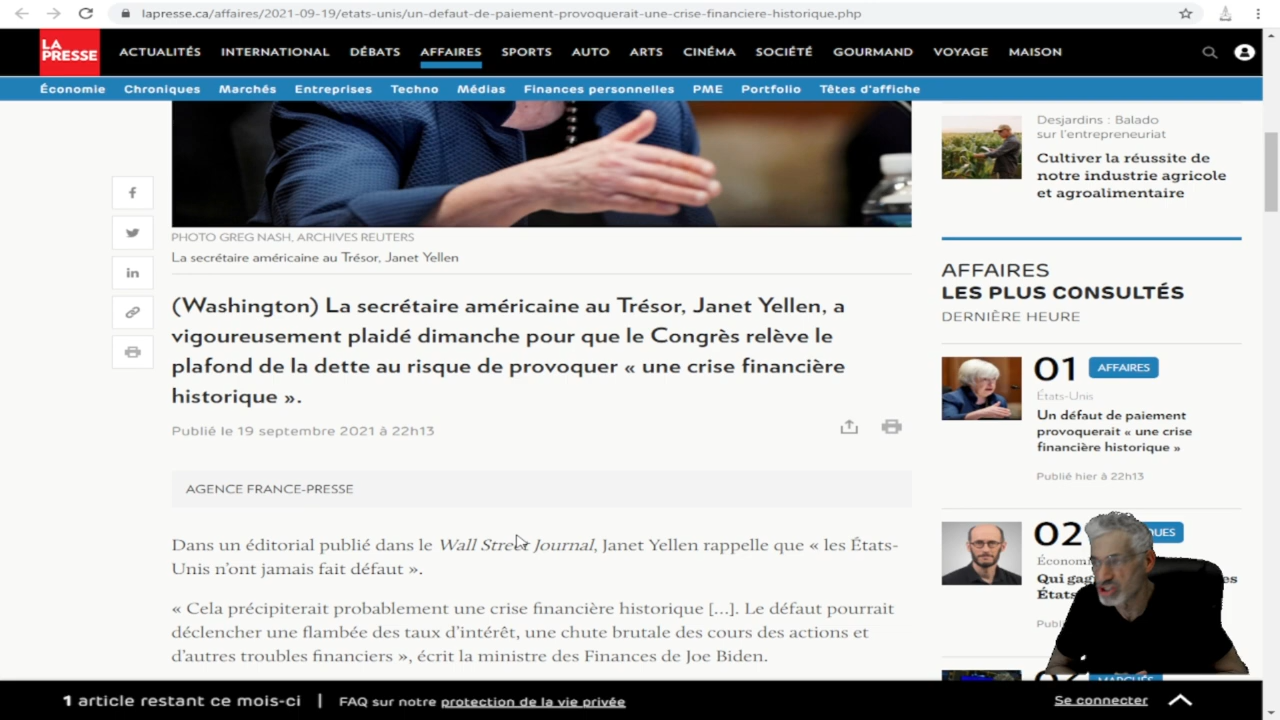 lapresse.ca/affaires/2021-09-19/etats-unis/un-defaut-de-paiement-provoquerait-une-crise-financiere-historique.php
LA PRESSE
ACTUALITÉS INTERNATIONAL DÉBATS AFFAIRES SPORTS AUTO ARTS CINÉMA SOCIÉTÉ GOURMAND VOYAGE MAISON
Économie Chroniques Marchés Entreprises Techno Médias Finances personnelles PME Portfolio Têtes d'affiche
PHOTO GREG NASH, ARCHIVES REUTERS
La secrétaire américaine au Trésor, Janet Yellen
(Washington) La secrétaire américaine au Trésor, Janet Yellen, a
vigoureusement plaidé dimanche pour que le Congrès relève le
plafond de la dette au risque de provoquer « une crise financière
historique ».
Publié le 19 septembre 2021 à 22h13
AGENCE FRANCE-PRESSE
Dans un éditorial publié dans le Wall Street Journal, Janet Yellen rappelle que « les États-
Unis n'ont jamais fait défaut ».
« Cela précipiterait probablement une crise financière historique [...]. Le défaut pourrait
déclencher une flambée des taux d'intérêt, une chute brutale des cours des actions et
d'autres troubles financiers », écrit la ministre des Finances de Joe Biden.
Desjardins : Balado
sur l'entrepreneuriat
Cultiver la réussite de
notre industrie agricole
et agroalimentaire
AFFAIRES
LES PLUS CONSULTÉS
DERNIÈRE HEURE
01 AFFAIRES
États-Unis
Un défaut de paiement
provoquerait « une crise
financière historique »
Publié hier à 22h13
02
Qui
1 article restant ce mois-ci | FAQ sur notre protection de la vie privée
Se connecter